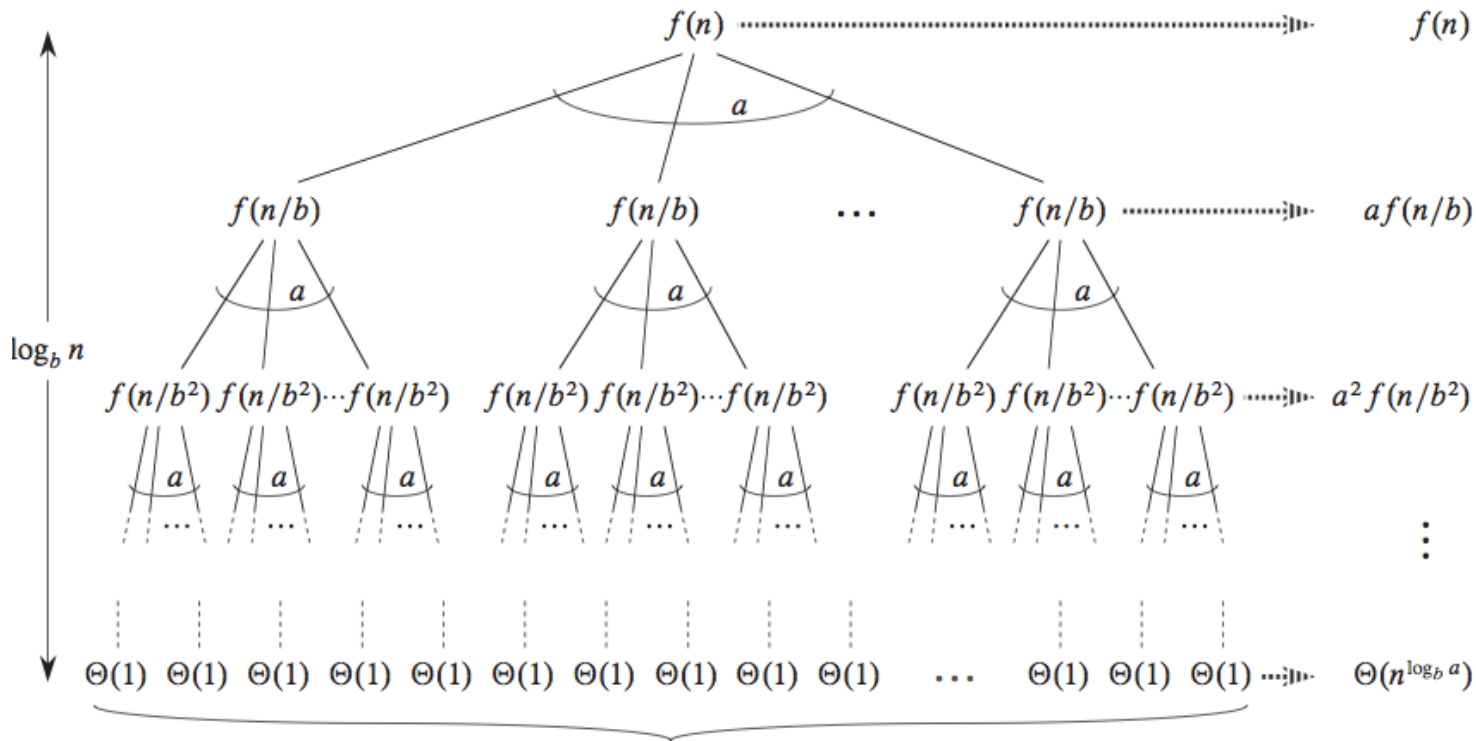 f(n) f(n)
a
f(n/b) f(n/b) ... f(n/b) af(n/b)
a a a
log_b n
f(n/b²) f(n/b²)···f(n/b²) f(n/b²) f(n/b²)···f(n/b²) f(n/b²) f(n/b²)···f(n/b²) a² f(n/b²)
a a a a a a a a a
... ... ... ... ... ... ... ... ... ⋮
Θ(1) Θ(1) Θ(1) Θ(1) Θ(1) Θ(1) Θ(1) Θ(1) Θ(1) Θ(1) ... Θ(1) Θ(1) Θ(1) Θ(n^{log_b a})